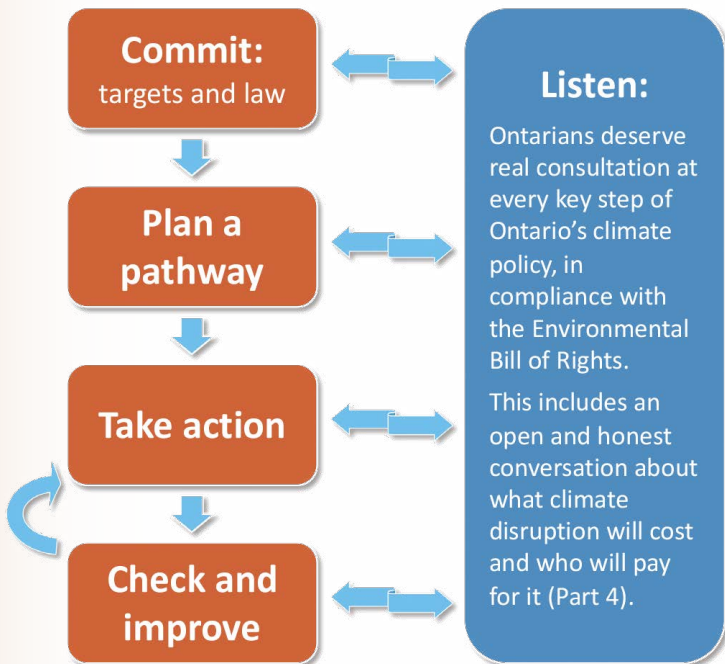 Commit:
targets and law
Plan a
pathway
Take action
Check and
improve
Listen:
Ontarians deserve
real consultation at
every key step of
Ontario’s climate
policy, in
compliance with
the Environmental
Bill of Rights.
This includes an
open and honest
conversation about
what climate
disruption will cost
and who will pay
for it (Part 4).